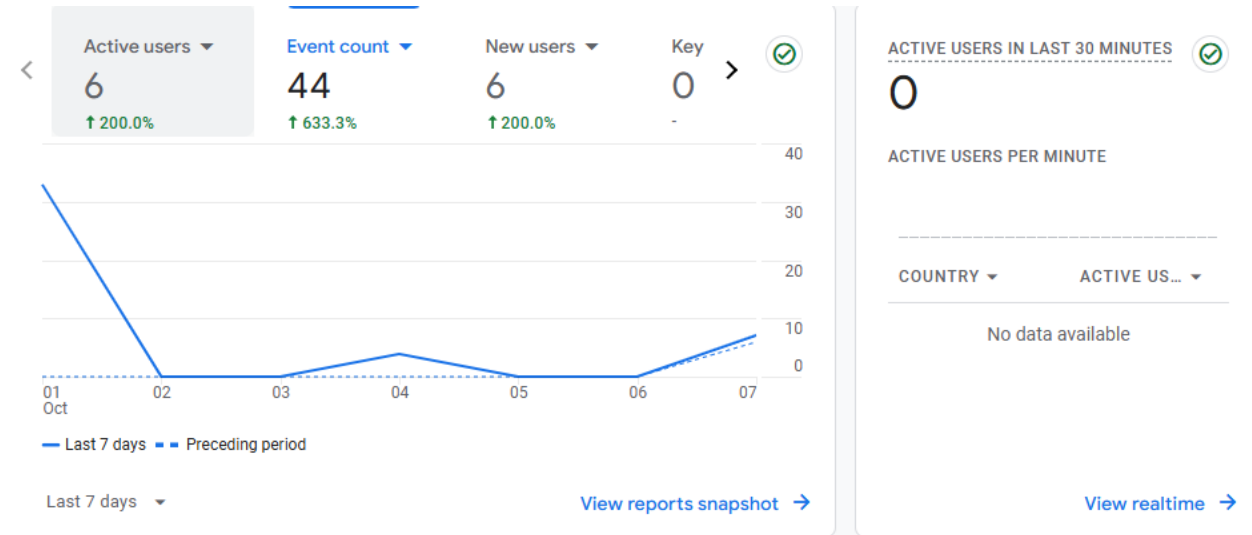 Active users
6
↑ 200.0%
Event count
44
↑ 633.3%
New users
6
↑ 200.0%
Key
0
-
40
30
20
10
0
01
Oct
02
03
04
05
06
07
Last 7 days
Preceding period
Last 7 days
View reports snapshot →
ACTIVE USERS IN LAST 30 MINUTES
0
ACTIVE USERS PER MINUTE
COUNTRY
ACTIVE US...
No data available
View realtime →